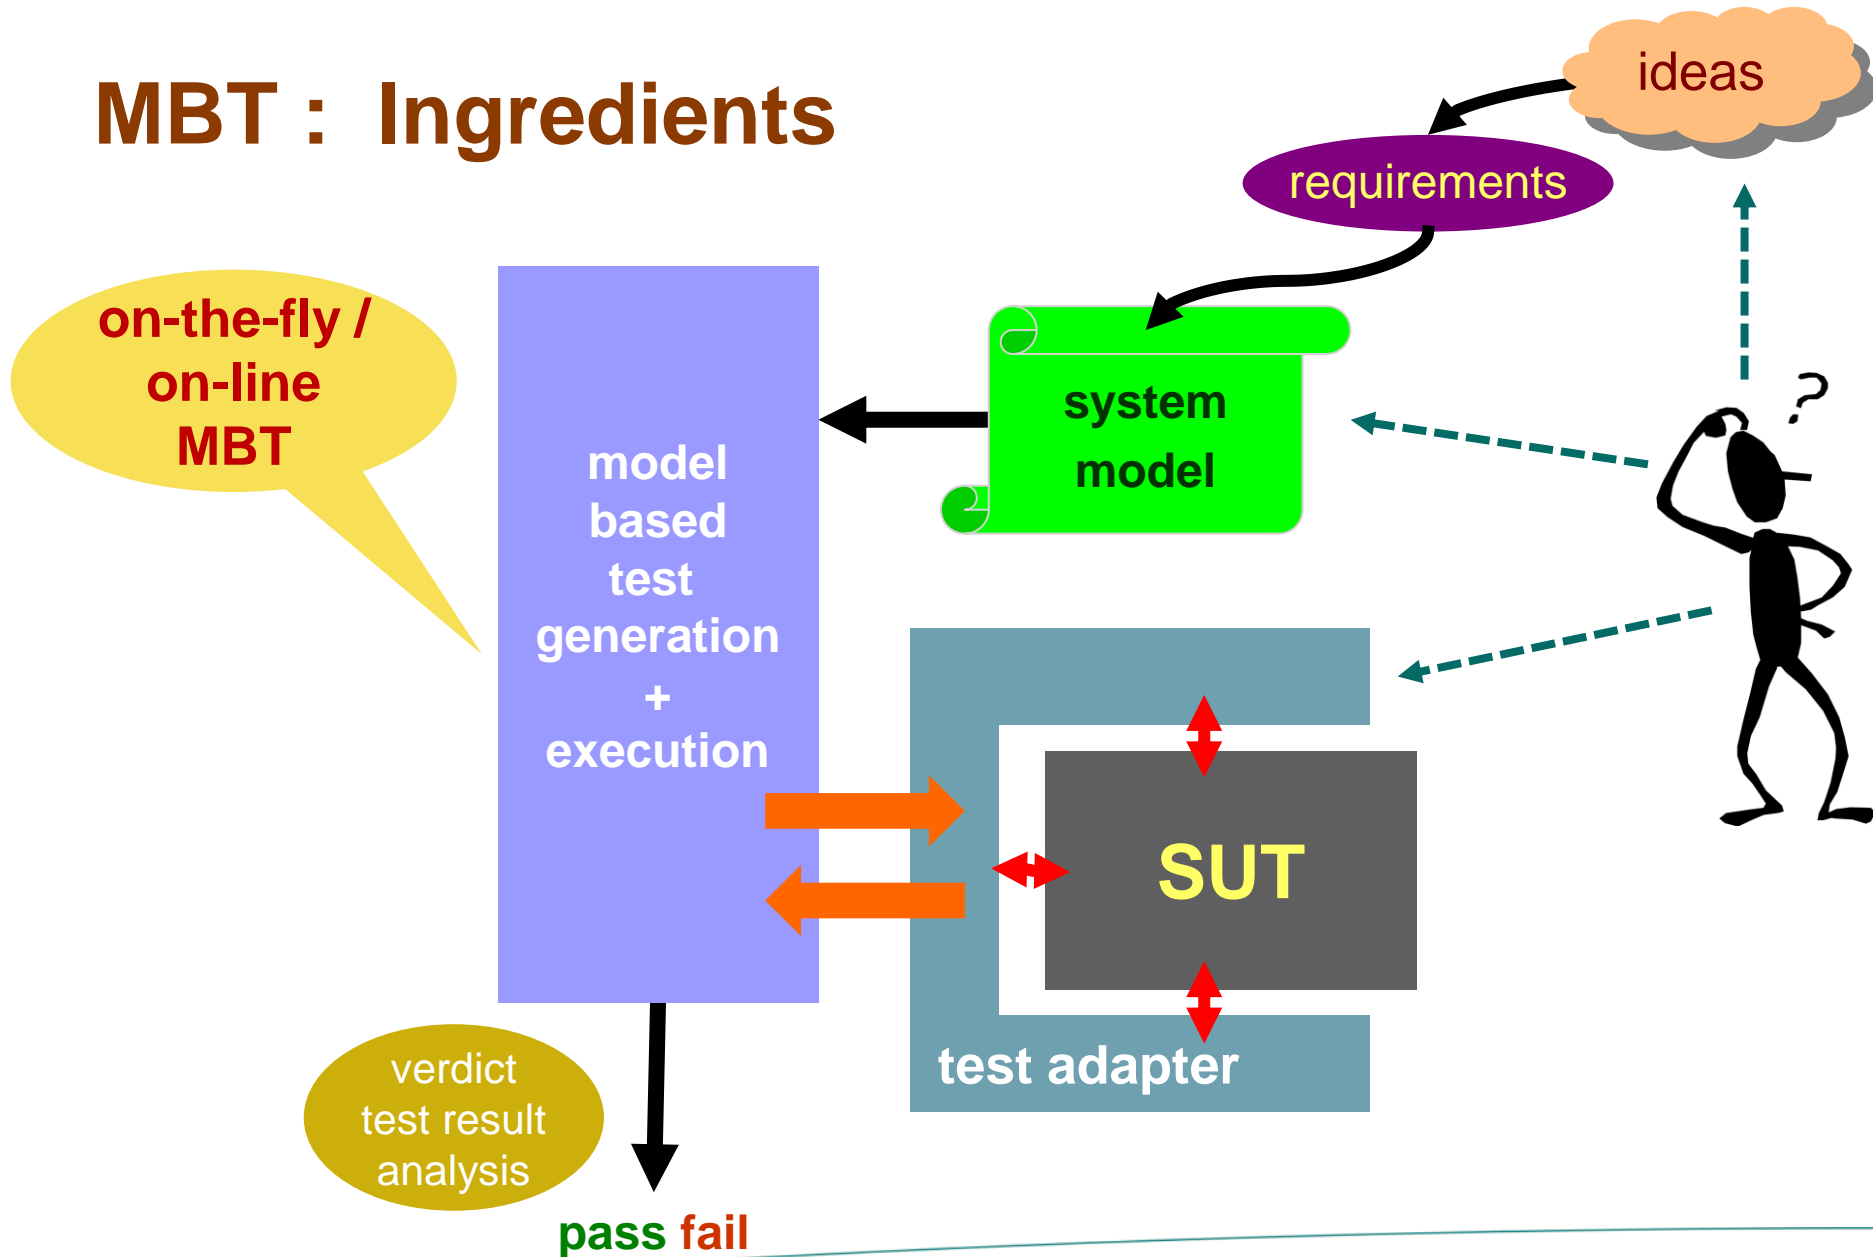 MBT : Ingredients
ideas
requirements
on-the-fly /
on-line
MBT
system
model
model
based
test
generation
+
execution
?
SUT
test adapter
verdict
test result
analysis
pass fail